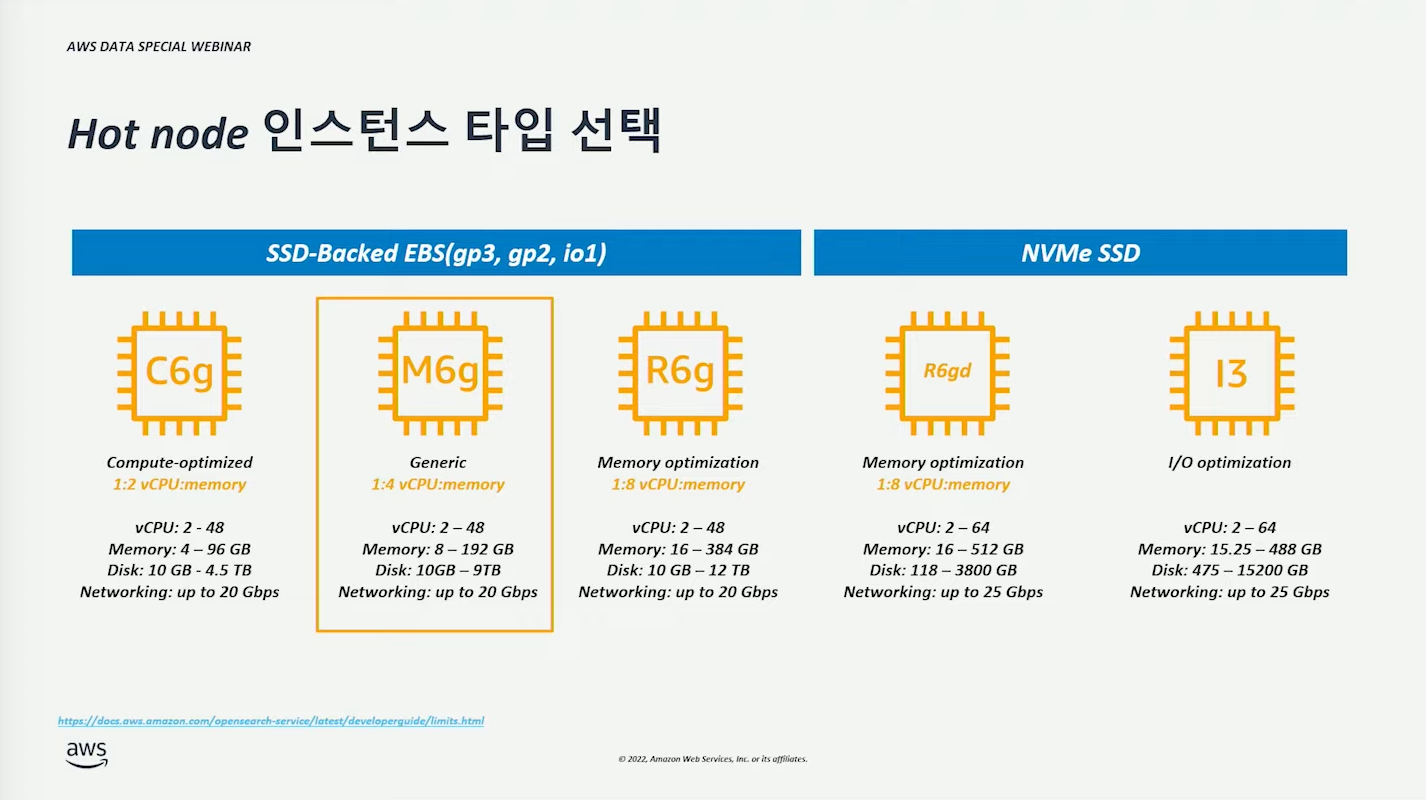 AWS DATA SPECIAL WEBINAR
Hot node 인스턴스 타입 선택
SSD-Backed EBS(gp3, gp2, io1)
NVMe SSD
C6g
Compute-optimized
1:2 vCPU:memory
vCPU: 2 - 48
Memory: 4 – 96 GB
Disk: 10 GB - 4.5 TB
Networking: up to 20 Gbps
M6g
Generic
1:4 vCPU:memory
vCPU: 2 – 48
Memory: 8 – 192 GB
Disk: 10GB – 9TB
Networking: up to 20 Gbps
R6g
Memory optimization
1:8 vCPU:memory
vCPU: 2 – 48
Memory: 16 – 384 GB
Disk: 10 GB – 12 TB
Networking: up to 20 Gbps
R6gd
Memory optimization
1:8 vCPU:memory
vCPU: 2 – 64
Memory: 16 – 512 GB
Disk: 118 – 3800 GB
Networking: up to 25 Gbps
I3
I/O optimization
vCPU: 2 – 64
Memory: 15.25 – 488 GB
Disk: 475 – 15200 GB
Networking: up to 25 Gbps
https://docs.aws.amazon.com/opensearch-service/latest/developerguide/limits.html
aws
© 2022, Amazon Web Services, Inc. or its affiliates.